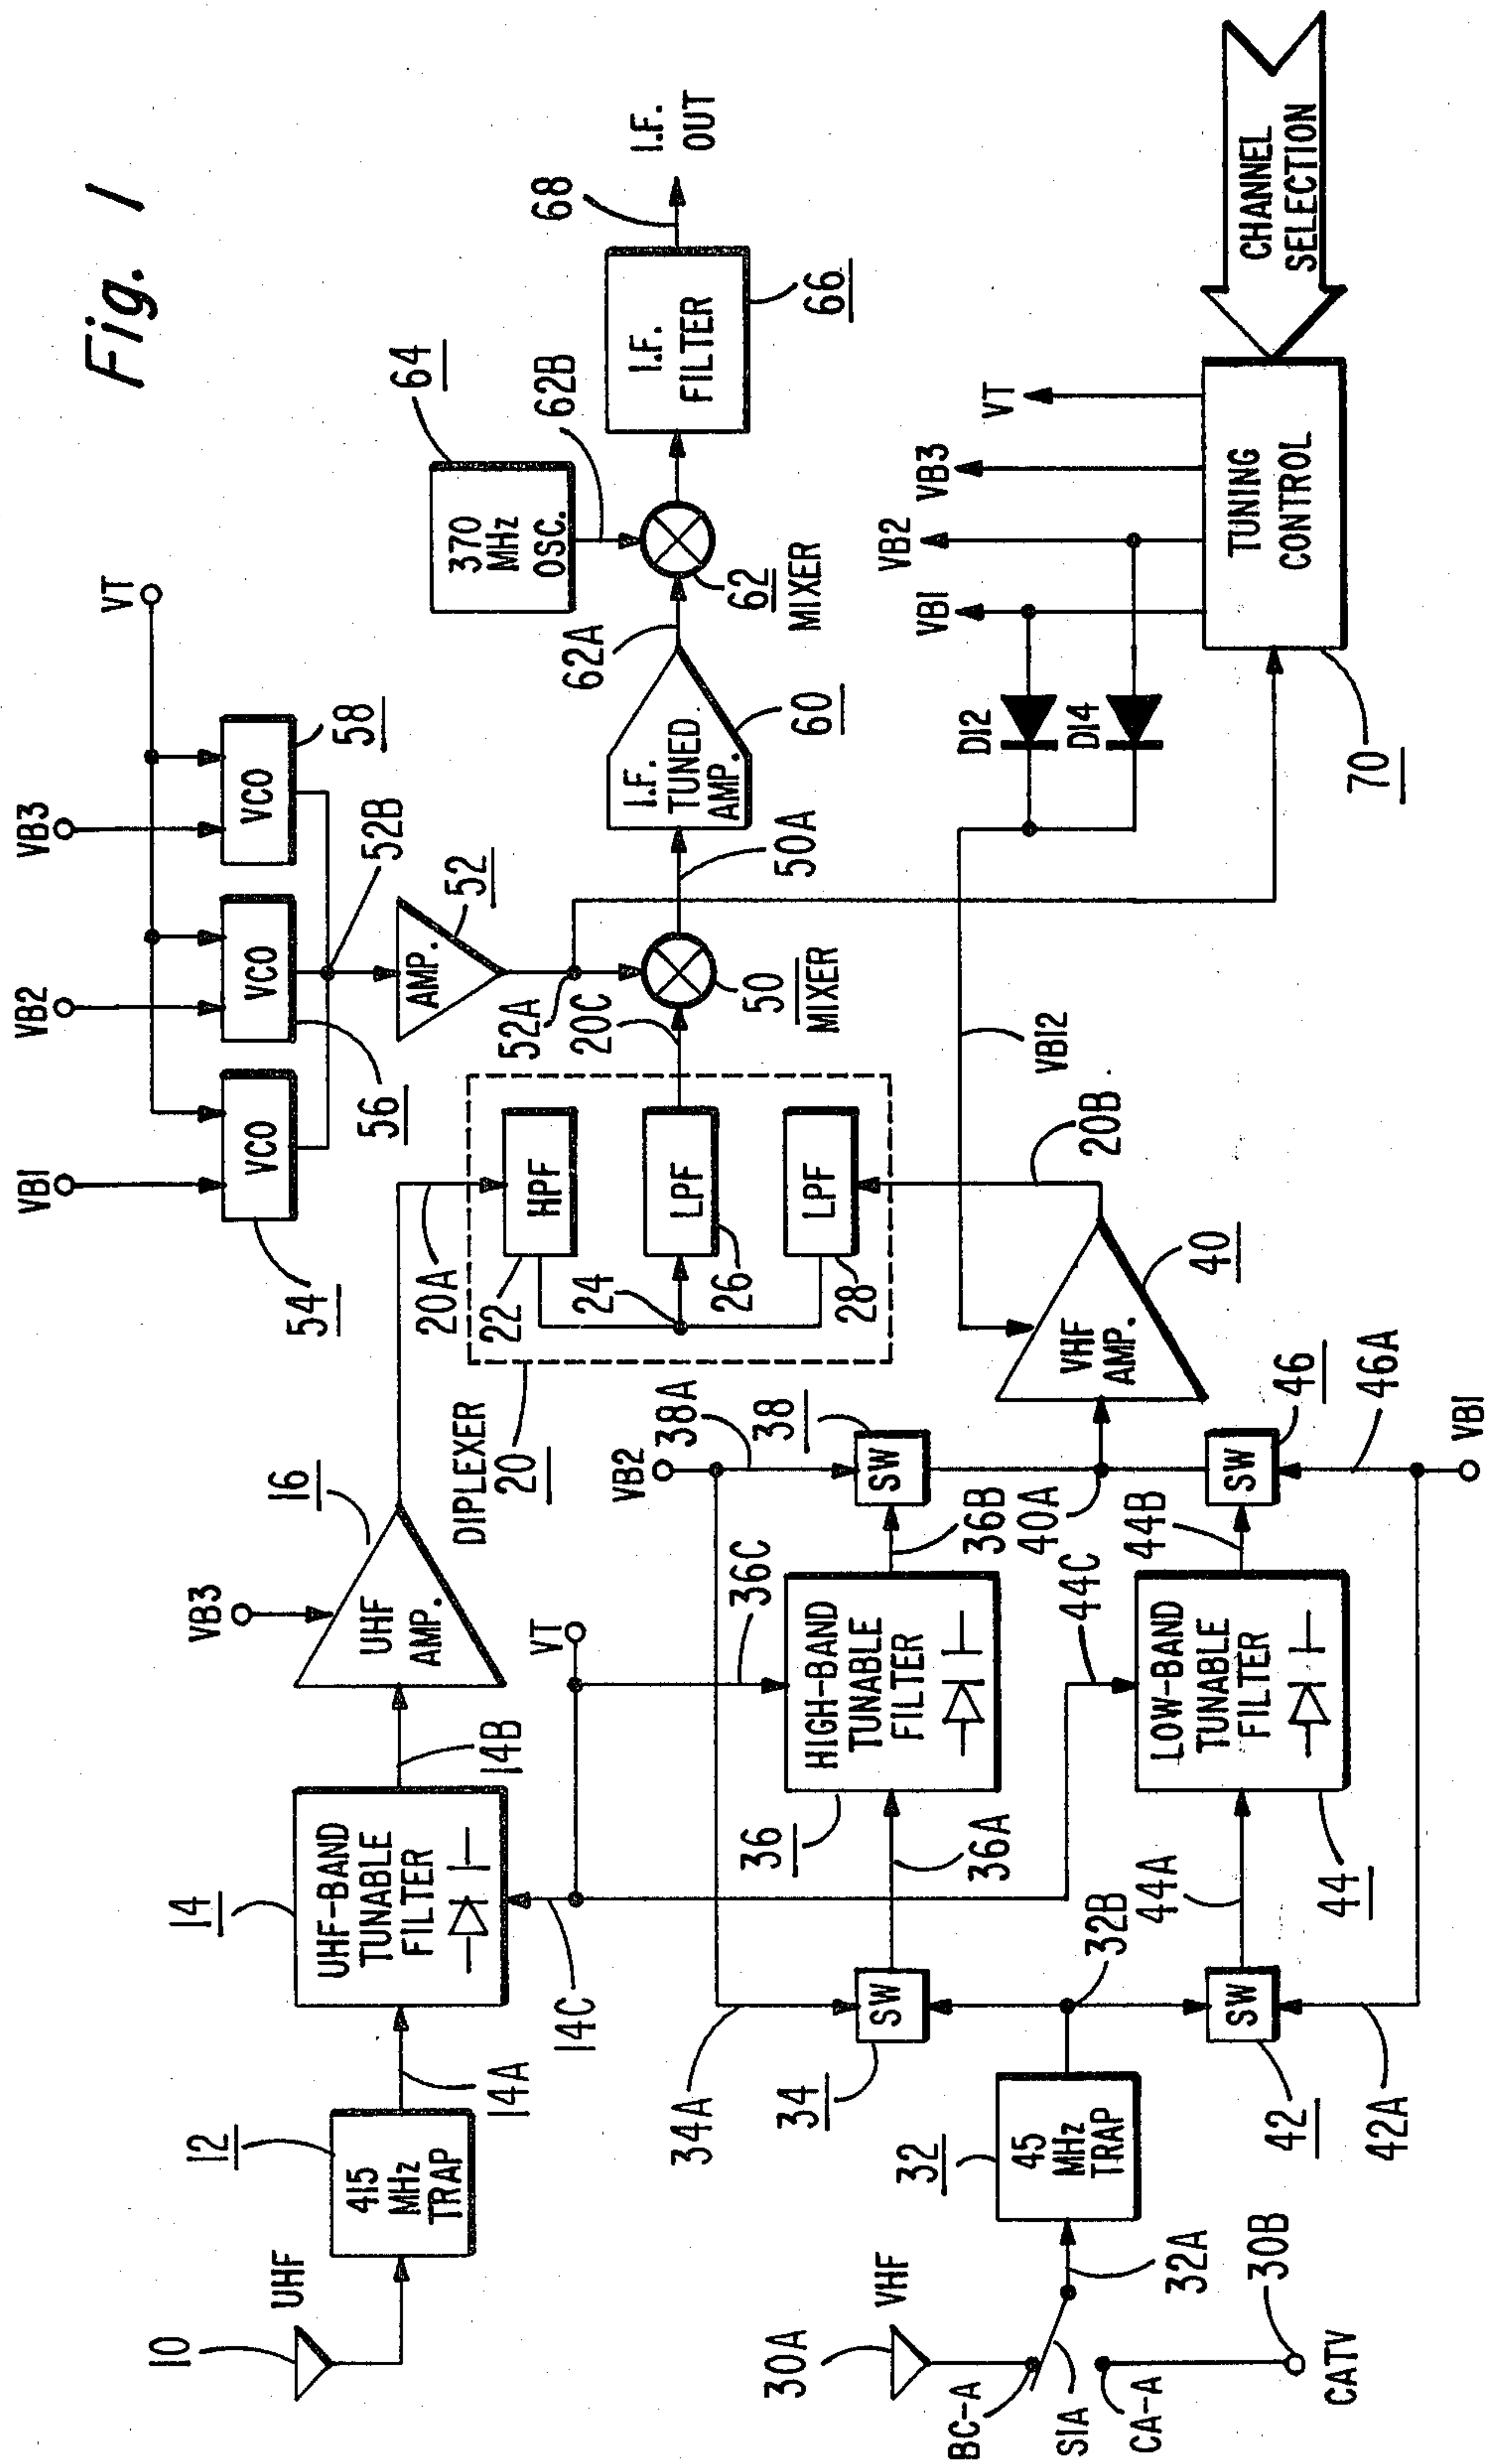 Fig. 1
10
UHF
12
415
MHz
TRAP
14A
14
UHF-BAND
TUNABLE
FILTER
14B
14C
VB3
16
UHF
AMP.
VT
20A
DIPLEXER
20
22
HPF
24
26
LPF
28
LPF
20C
20B
VB1
VB2
VB3
VT
54
VCO
56
VCO
58
VCO
52B
AMP.
52
52A
50
MIXER
50A
I.F.
TUNED
AMP.
60
62A
62
MIXER
62B
370
MHz
OSC.
64
I.F.
FILTER
66
68
I.F.
OUT
30A
VHF
BC-A
S1A
CA-A
30B
CATV
32A
32
45
MHz
TRAP
32B
34A
34
SW
36A
36
HIGH-BAND
TUNABLE
FILTER
36C
36B
VB2
38A
38
SW
40A
42
SW
42A
44A
44
LOW-BAND
TUNABLE
FILTER
44C
44B
46
SW
46A
VB1
VHF
AMP.
40
VB12
D12
D14
VB1
VB2
VB3
VT
TUNING
CONTROL
70
CHANNEL
SELECTION